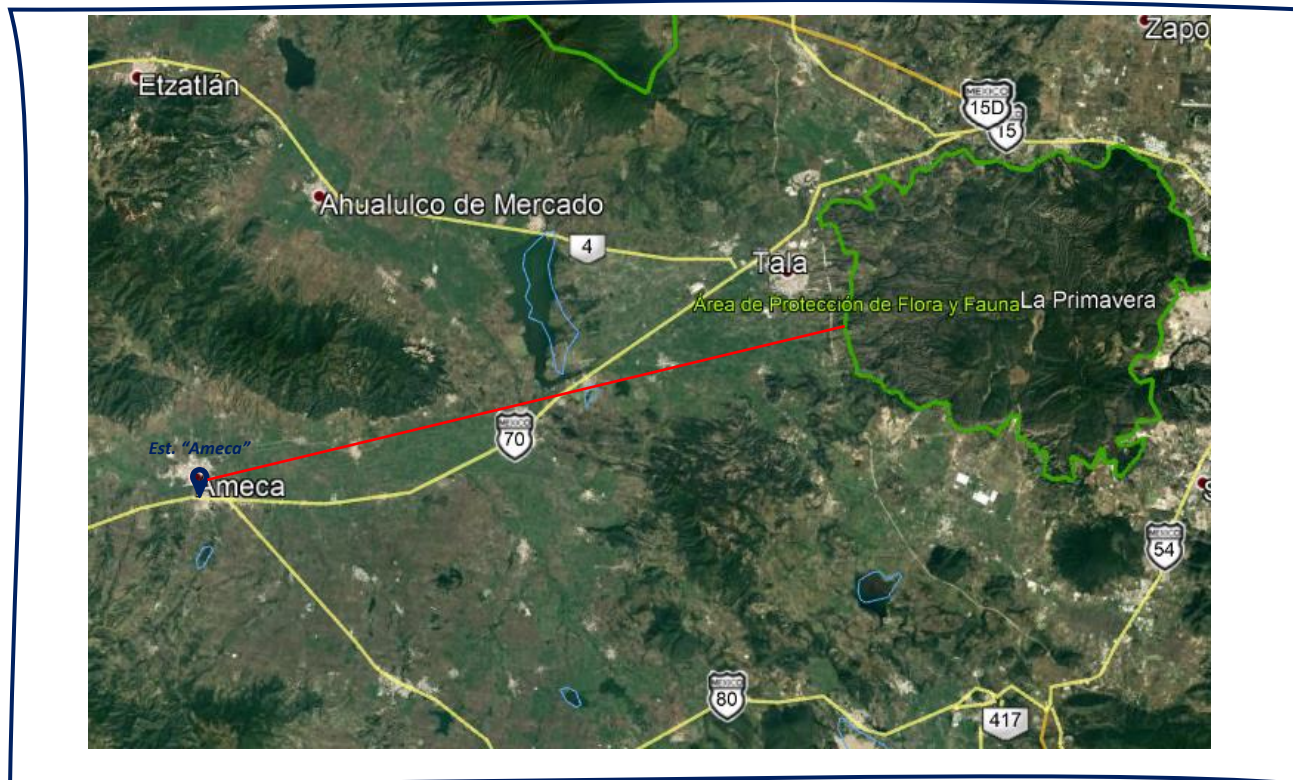 Zapo
Etzatlán
MEXICO
15D
15
Ahualulco de Mercado
4
Tala
Área de Protección de Flora y Fauna
La Primavera
MEXICO
70
Est. "Ameca"
Ameca
S
MEXICO
54
MEXICO
80
417